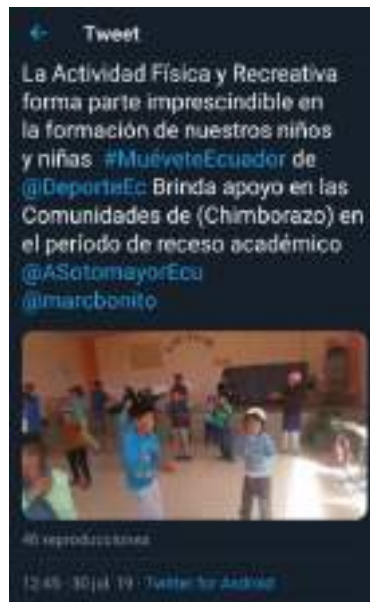 Tweet
La Actividad Física y Recreativa
forma parte imprescindible en
la formación de nuestros niños
y niñas #MuéveteEcuador de
@DeporteEc Brinda apoyo en las
Comunidades de (Chimborazo) en
el período de receso académico
@ASotomayorEcu
@marcbonito
46 reproducciones
12:45 · 30 jul. 19 · Twitter for Android